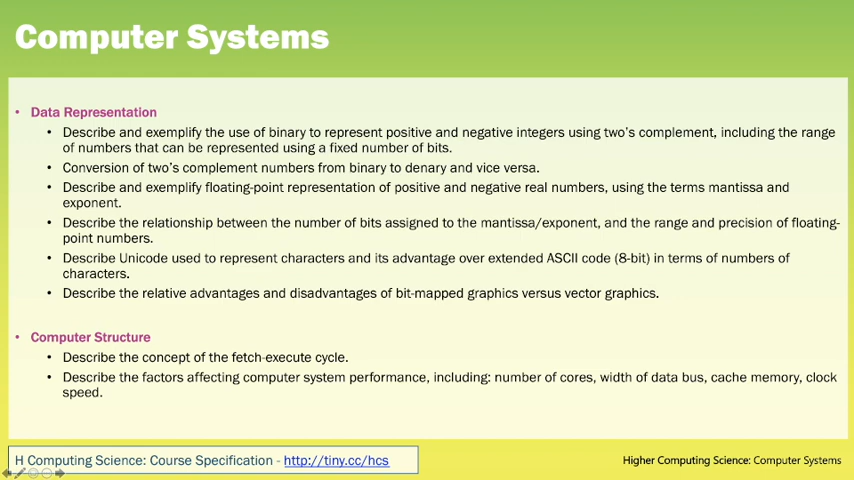 Computer Systems
• Data Representation
• Describe and exemplify the use of binary to represent positive and negative integers using two's complement, including the range
of numbers that can be represented using a fixed number of bits.
• Conversion of two's complement numbers from binary to denary and vice versa.
• Describe and exemplify floating-point representation of positive and negative real numbers, using the terms mantissa and
exponent.
• Describe the relationship between the number of bits assigned to the mantissa/exponent, and the range and precision of floating-
point numbers.
• Describe Unicode used to represent characters and its advantage over extended ASCII code (8-bit) in terms of numbers of
characters.
• Describe the relative advantages and disadvantages of bit-mapped graphics versus vector graphics.
• Computer Structure
• Describe the concept of the fetch-execute cycle.
• Describe the factors affecting computer system performance, including: number of cores, width of data bus, cache memory, clock
speed.
H Computing Science: Course Specification - http://tiny.cc/hcs
Higher Computing Science: Computer Systems